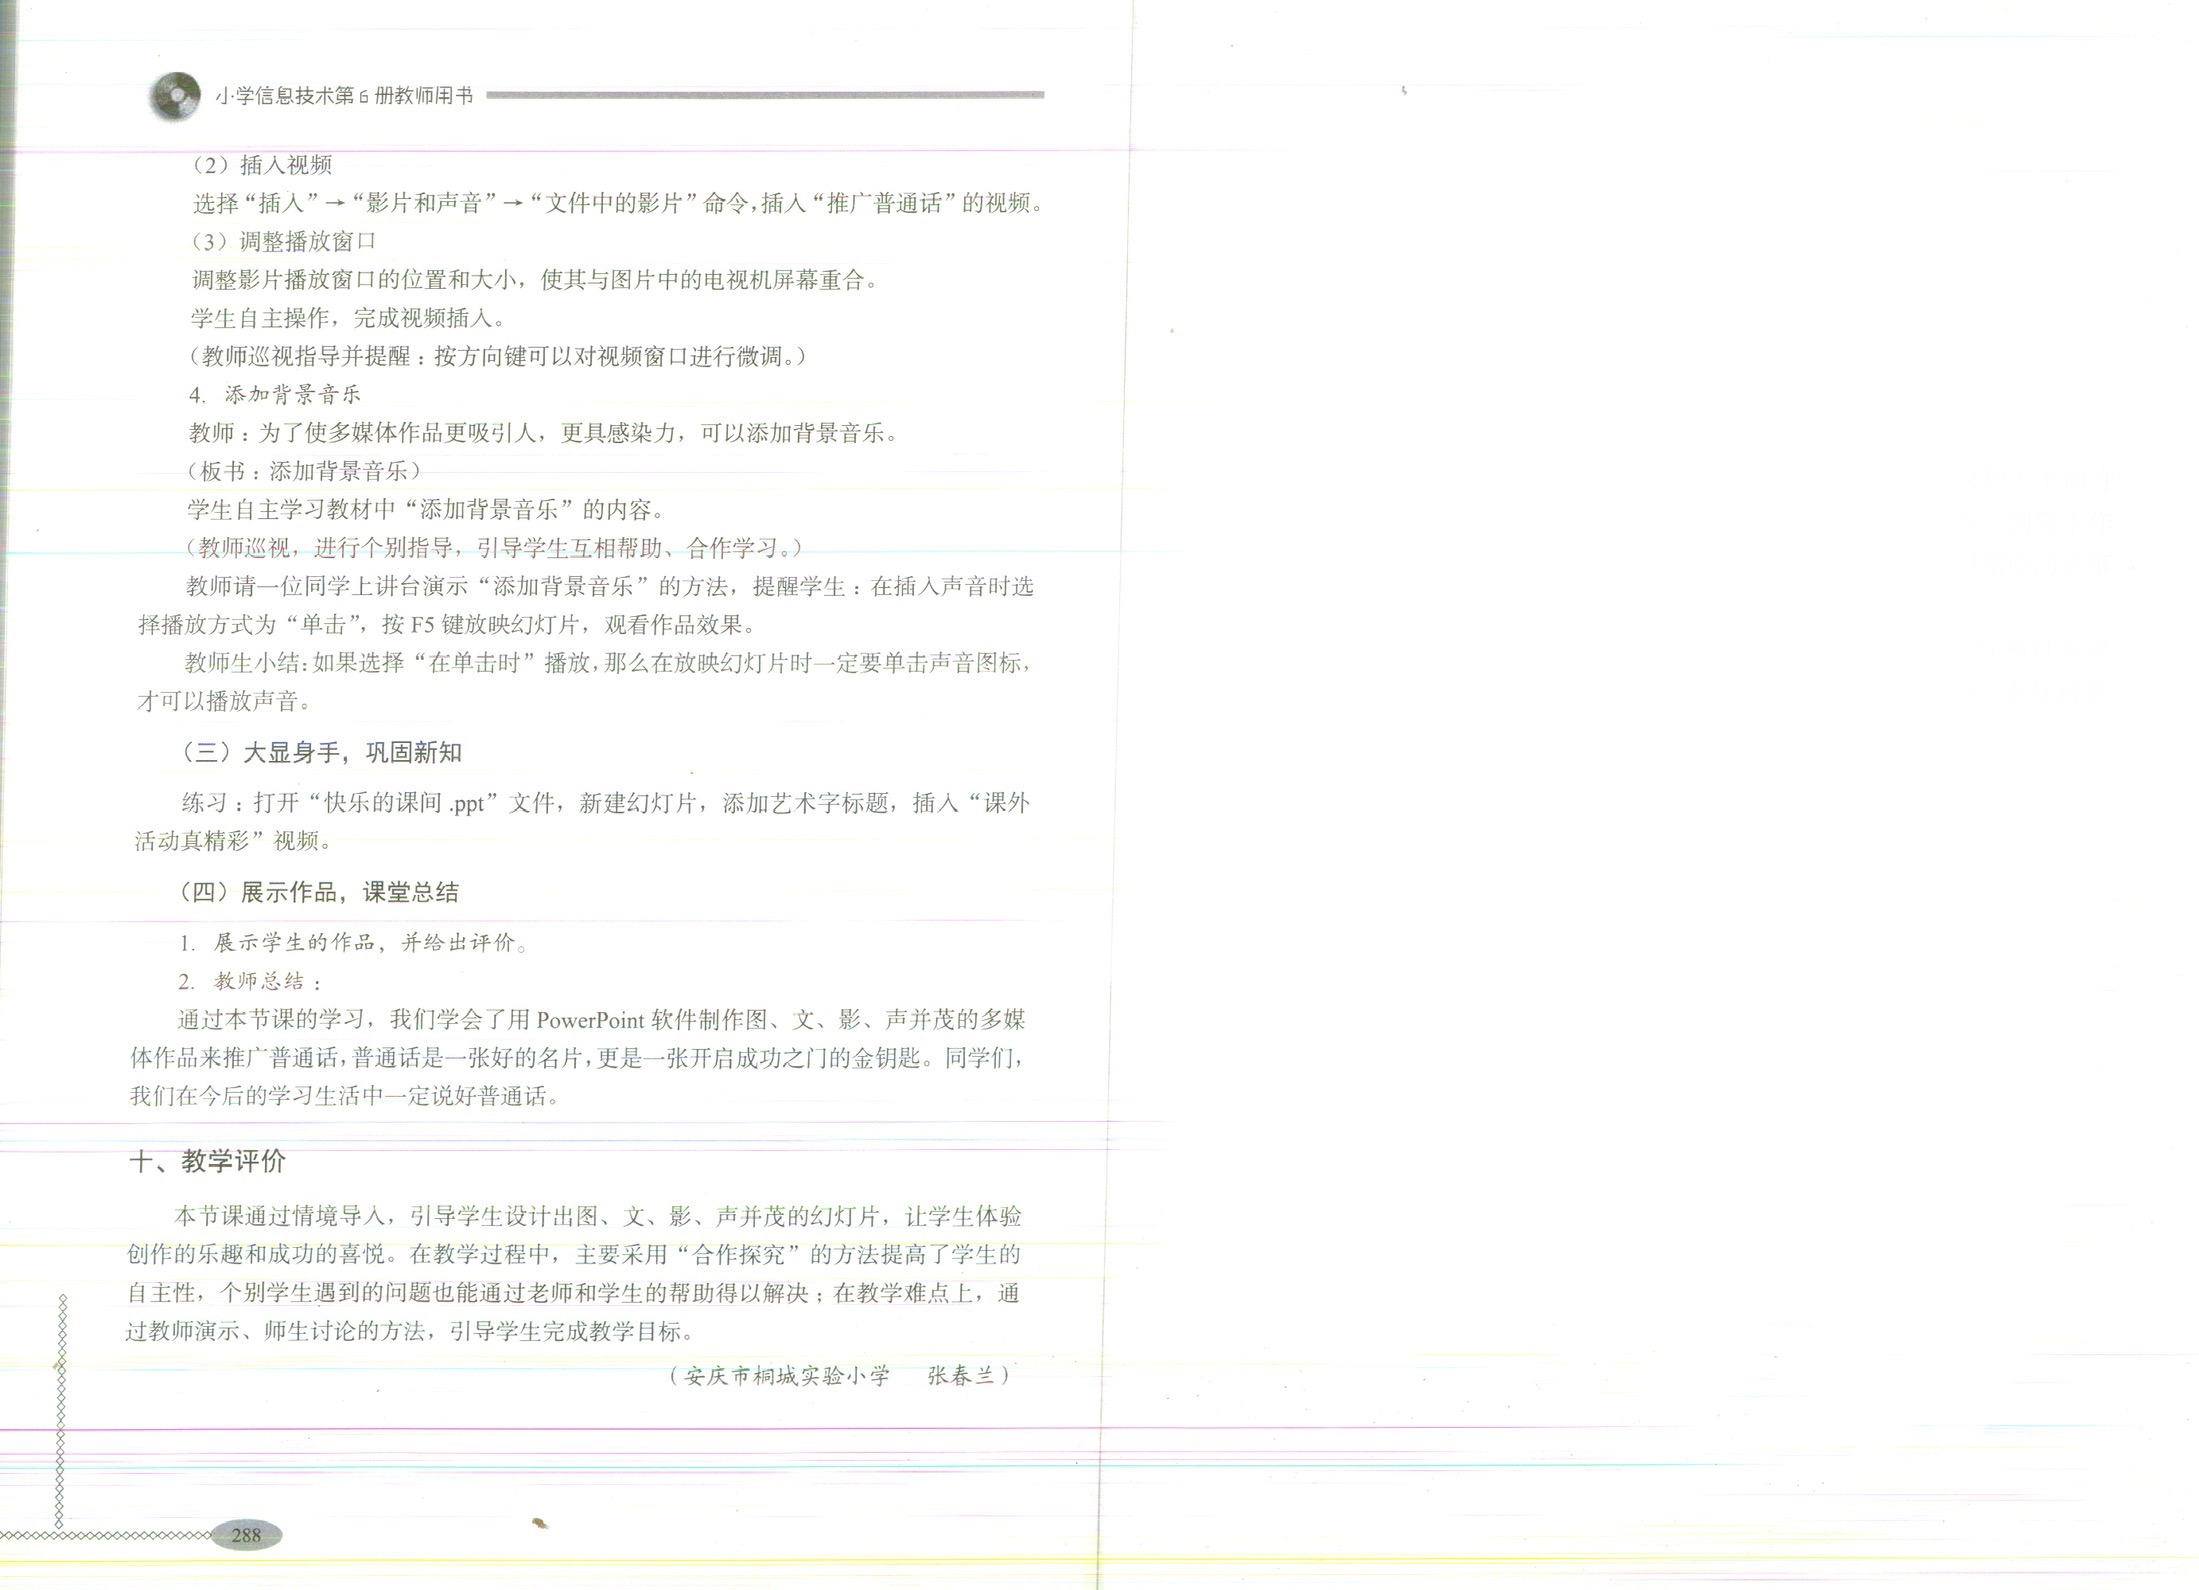 小学信息技术第6册教师用书
（2）插入视频
选择“插入”→“影片和声音”→“文件中的影片”命令，插入“推广普通话”的视频。
（3）调整播放窗口
调整影片播放窗口的位置和大小，使其与图片中的电视机屏幕重合。
学生自主操作，完成视频插入。
（教师巡视指导并提醒：按方向键可以对视频窗口进行微调。）
4. 添加背景音乐
教师：为了使多媒体作品更吸引人，更具感染力，可以添加背景音乐。
（板书：添加背景音乐）
学生自主学习教材中“添加背景音乐”的内容。
（教师巡视，进行个别指导，引导学生互相帮助、合作学习。）
教师请一位同学上讲台演示“添加背景音乐”的方法，提醒学生：在插入声音时选
择播放方式为“单击”，按 F5 键放映幻灯片，观看作品效果。
教师生小结：如果选择“在单击时”播放，那么在放映幻灯片时一定要单击声音图标，
才可以播放声音。
（三）大显身手，巩固新知
练习：打开“快乐的课间 .ppt”文件，新建幻灯片，添加艺术字标题，插入“课外
活动真精彩”视频。
（四）展示作品，课堂总结
1. 展示学生的作品，并给出评价。
2. 教师总结：
通过本节课的学习，我们学会了用 PowerPoint 软件制作图、文、影、声并茂的多媒
体作品来推广普通话，普通话是一张好的名片，更是一张开启成功之门的金钥匙。同学们，
我们在今后的学习生活中一定说好普通话。
十、教学评价
本节课通过情境导入，引导学生设计出图、文、影、声并茂的幻灯片，让学生体验
创作的乐趣和成功的喜悦。在教学过程中，主要采用“合作探究”的方法提高了学生的
自主性，个别学生遇到的问题也能通过老师和学生的帮助得以解决；在教学难点上，通
过教师演示、师生讨论的方法，引导学生完成教学目标。
（安庆市桐城实验小学　张春兰）
288